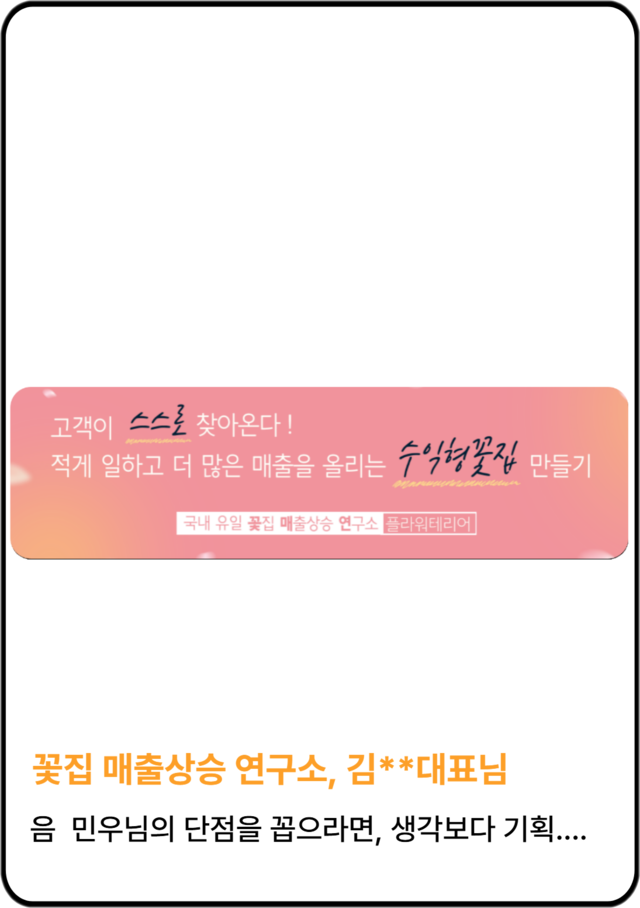 고객이 스스로 찾아온다 !
적게 일하고 더 많은 매출을 올리는 수익형꽃집 만들기
국내 유일 꽃집 매출상승 연구소 플라워테리어
꽃집 매출상승 연구소, 김**대표님
음 민우님의 단점을 꼽으라면, 생각보다 기획....